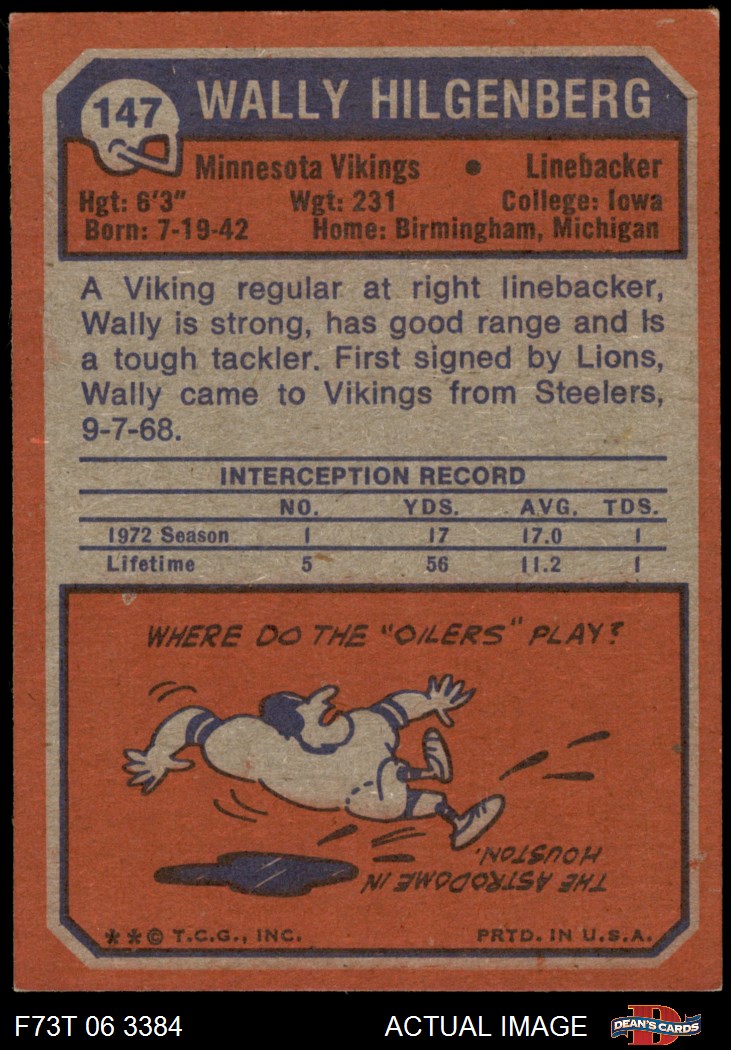 147
WALLY HILGENBERG
Minnesota Vikings • Linebacker
Hgt: 6'3" Wgt: 231 College: Iowa
Born: 7-19-42 Home: Birmingham, Michigan
A Viking regular at right linebacker,
Wally is strong, has good range and Is
a tough tackler. First signed by Lions,
Wally came to Vikings from Steelers,
9-7-68.
INTERCEPTION RECORD
NO. YDS. AVG. TDS.
1972 Season 1 17 17.0 1
Lifetime 5 56 11.2 1
WHERE DO THE "OILERS" PLAY?
THE ASTRODOME IN
HOUSTON.
* * © T.C.G., INC. PRTD. IN U.S.A.
F73T 06 3384 ACTUAL IMAGE
D
DEAN'S CARDS